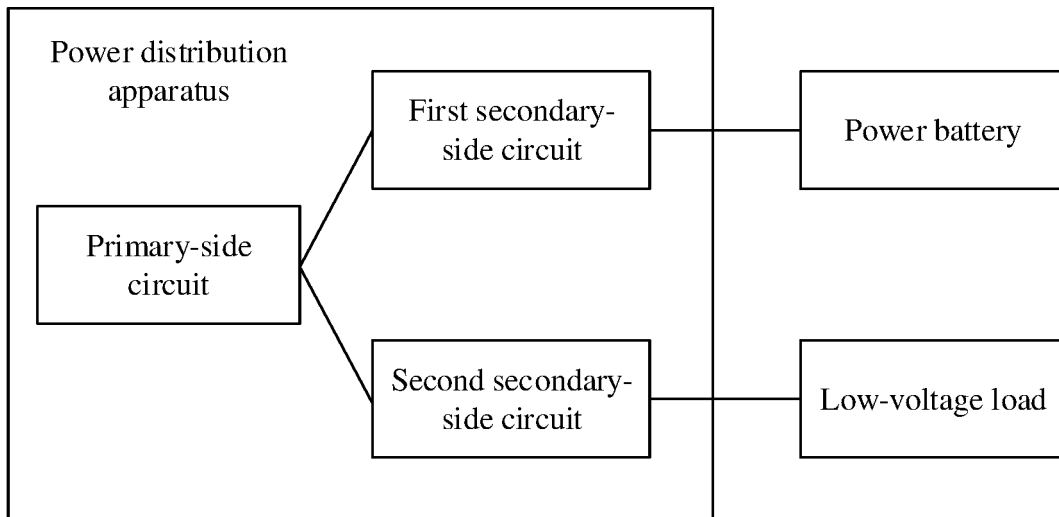 Power distribution
apparatus
First secondary-
side circuit
Power battery
Primary-side
circuit
Second secondary-
side circuit
Low-voltage load